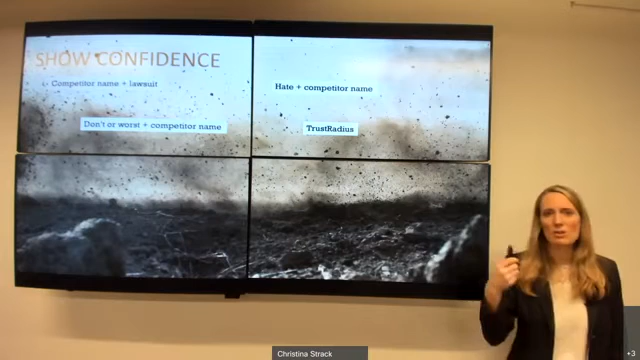 SHOW CONFIDENCE
Competitor name + lawsuit
Hate + competitor name
Don't or worst + competitor name
TrustRadius
Christina Strack
+3